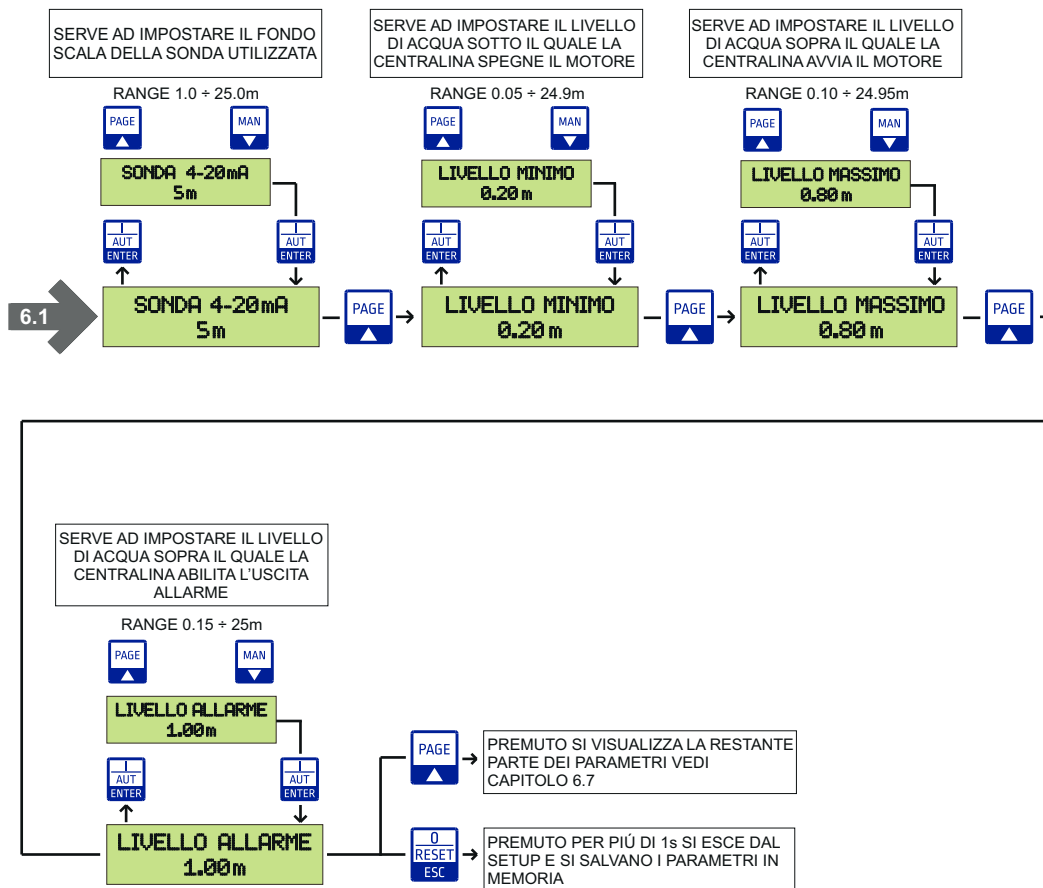 SERVE AD IMPOSTARE IL FONDO
SCALA DELLA SONDA UTILIZZATA
RANGE 1.0 ÷ 25.0m
PAGE
MAN
SONDA 4-20mA
5m
I
AUT
ENTER
I
AUT
ENTER
6.1
SONDA 4-20mA
5m
PAGE
SERVE AD IMPOSTARE IL LIVELLO
DI ACQUA SOTTO IL QUALE LA
CENTRALINA SPEGNE IL MOTORE
RANGE 0.05 ÷ 24.9m
PAGE
MAN
LIVELLO MINIMO
0.20 m
I
AUT
ENTER
I
AUT
ENTER
LIVELLO MINIMO
0.20 m
PAGE
SERVE AD IMPOSTARE IL LIVELLO
DI ACQUA SOPRA IL QUALE LA
CENTRALINA AVVIA IL MOTORE
RANGE 0.10 ÷ 24.95m
PAGE
MAN
LIVELLO MASSIMO
0.80 m
I
AUT
ENTER
I
AUT
ENTER
LIVELLO MASSIMO
0.80 m
PAGE
SERVE AD IMPOSTARE IL LIVELLO
DI ACQUA SOPRA IL QUALE LA
CENTRALINA ABILITA L'USCITA
ALLARME
RANGE 0.15 ÷ 25m
PAGE
MAN
LIVELLO ALLARME
1.00m
I
AUT
ENTER
I
AUT
ENTER
LIVELLO ALLARME
1.00m
PAGE
PREMUTO SI VISUALIZZA LA RESTANTE
PARTE DEI PARAMETRI VEDI
CAPITOLO 6.7
0
RESET
ESC
PREMUTO PER PIÚ DI 1s SI ESCE DAL
SETUP E SI SALVANO I PARAMETRI IN
MEMORIA